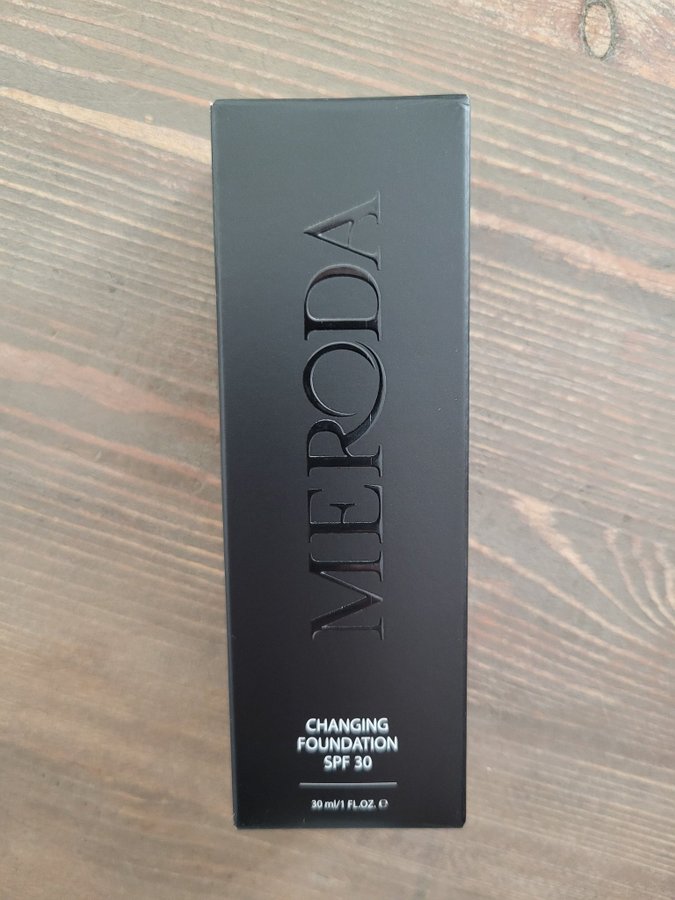 MERODA
CHANGING
FOUNDATION
SPF 30
30 ml/1 FL.OZ. ℮